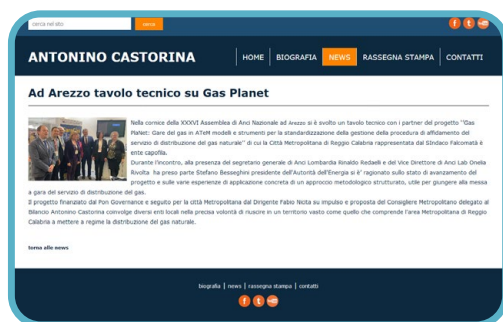 cerca nel sito
cerca
ANTONINO CASTORINA
HOME | BIOGRAFIA | NEWS | RASSEGNA STAMPA | CONTATTI
Ad Arezzo tavolo tecnico su Gas Planet
Nella cornice della XXXVI Assemblea di Anci Nazionale ad Arezzo si è svolto un tavolo tecnico con i partner del progetto "Gas
PlaNet: Gare del gas in ATeM modelli e strumenti per la standardizzazione della gestione della procedura di affidamento del
servizio di distribuzione del gas naturale" di cui la Città Metropolitana di Reggio Calabria rappresentata dal SIndaco Falcomatà è
ente capofila.
Durante l'incontro, alla presenza del segretario generale di Anci Lombardia Rinaldo Redaeli e del Vice Direttore di Anci Lab Onelia
Rivolta ha preso parte Stefano Besseghini presidente dell'Autorità dell'Energia si è' ragionato sullo stato di avanzamento del
progetto e sulle varie esperienze di applicazione concreta di un approccio metodologico strutturato, utile per giungere alla messa
a gara del servizio di distribuzione del gas.
Il progetto finanziato dal Pon Governance e seguito per la città Metropolitana dal Dirigente Fabio Nicita su impulso e proposta del Consigliere Metropolitano delegato al
Bilancio Antonino Castorina coinvolge diversi enti locali nella precisa volontà di riuscire in un territorio vasto come quello che comprende l'area Metropolitana di Reggio
Calabria a mettere a regime la distribuzione del gas naturale.
torna alle news
biografia | news | rassegna stampa | contatti